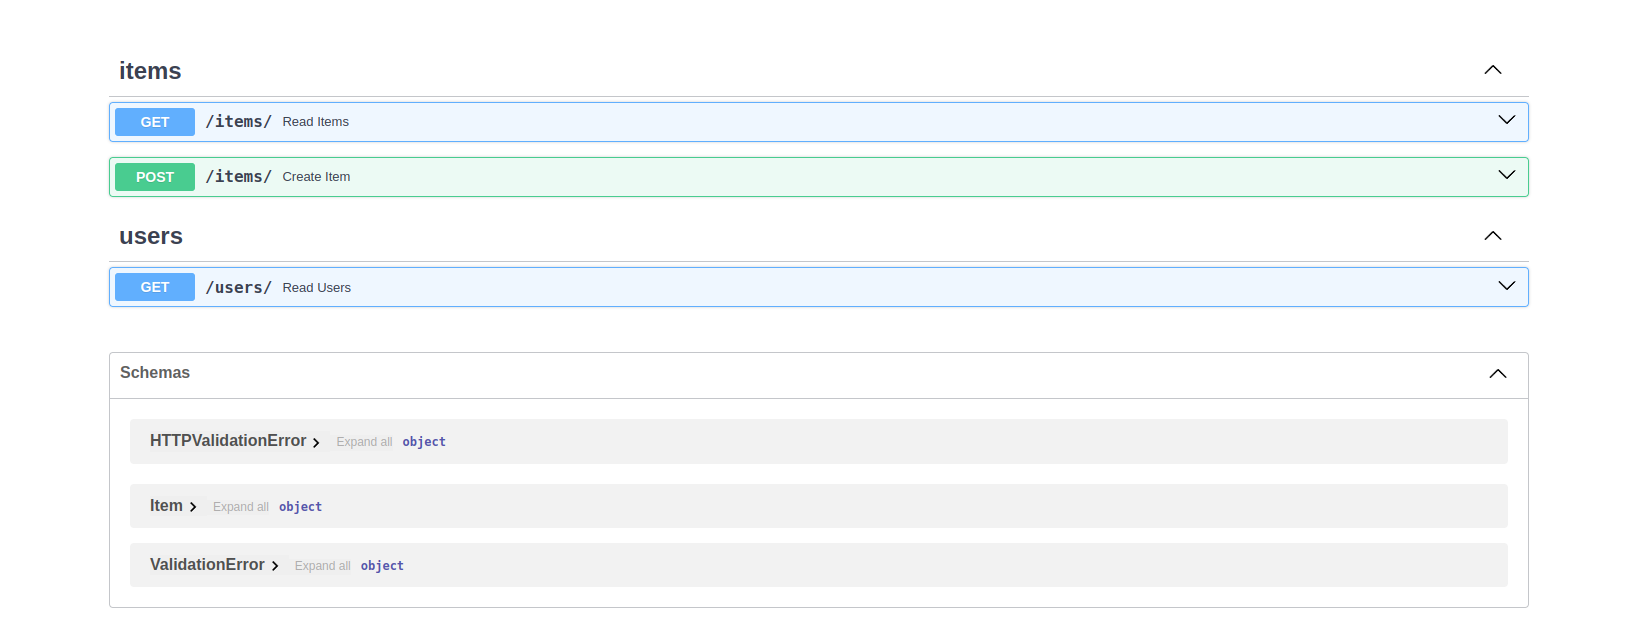 items
GET /items/ Read Items
POST /items/ Create Item
users
GET /users/ Read Users
Schemas
HTTPValidationError Expand all object
Item Expand all object
ValidationError Expand all object